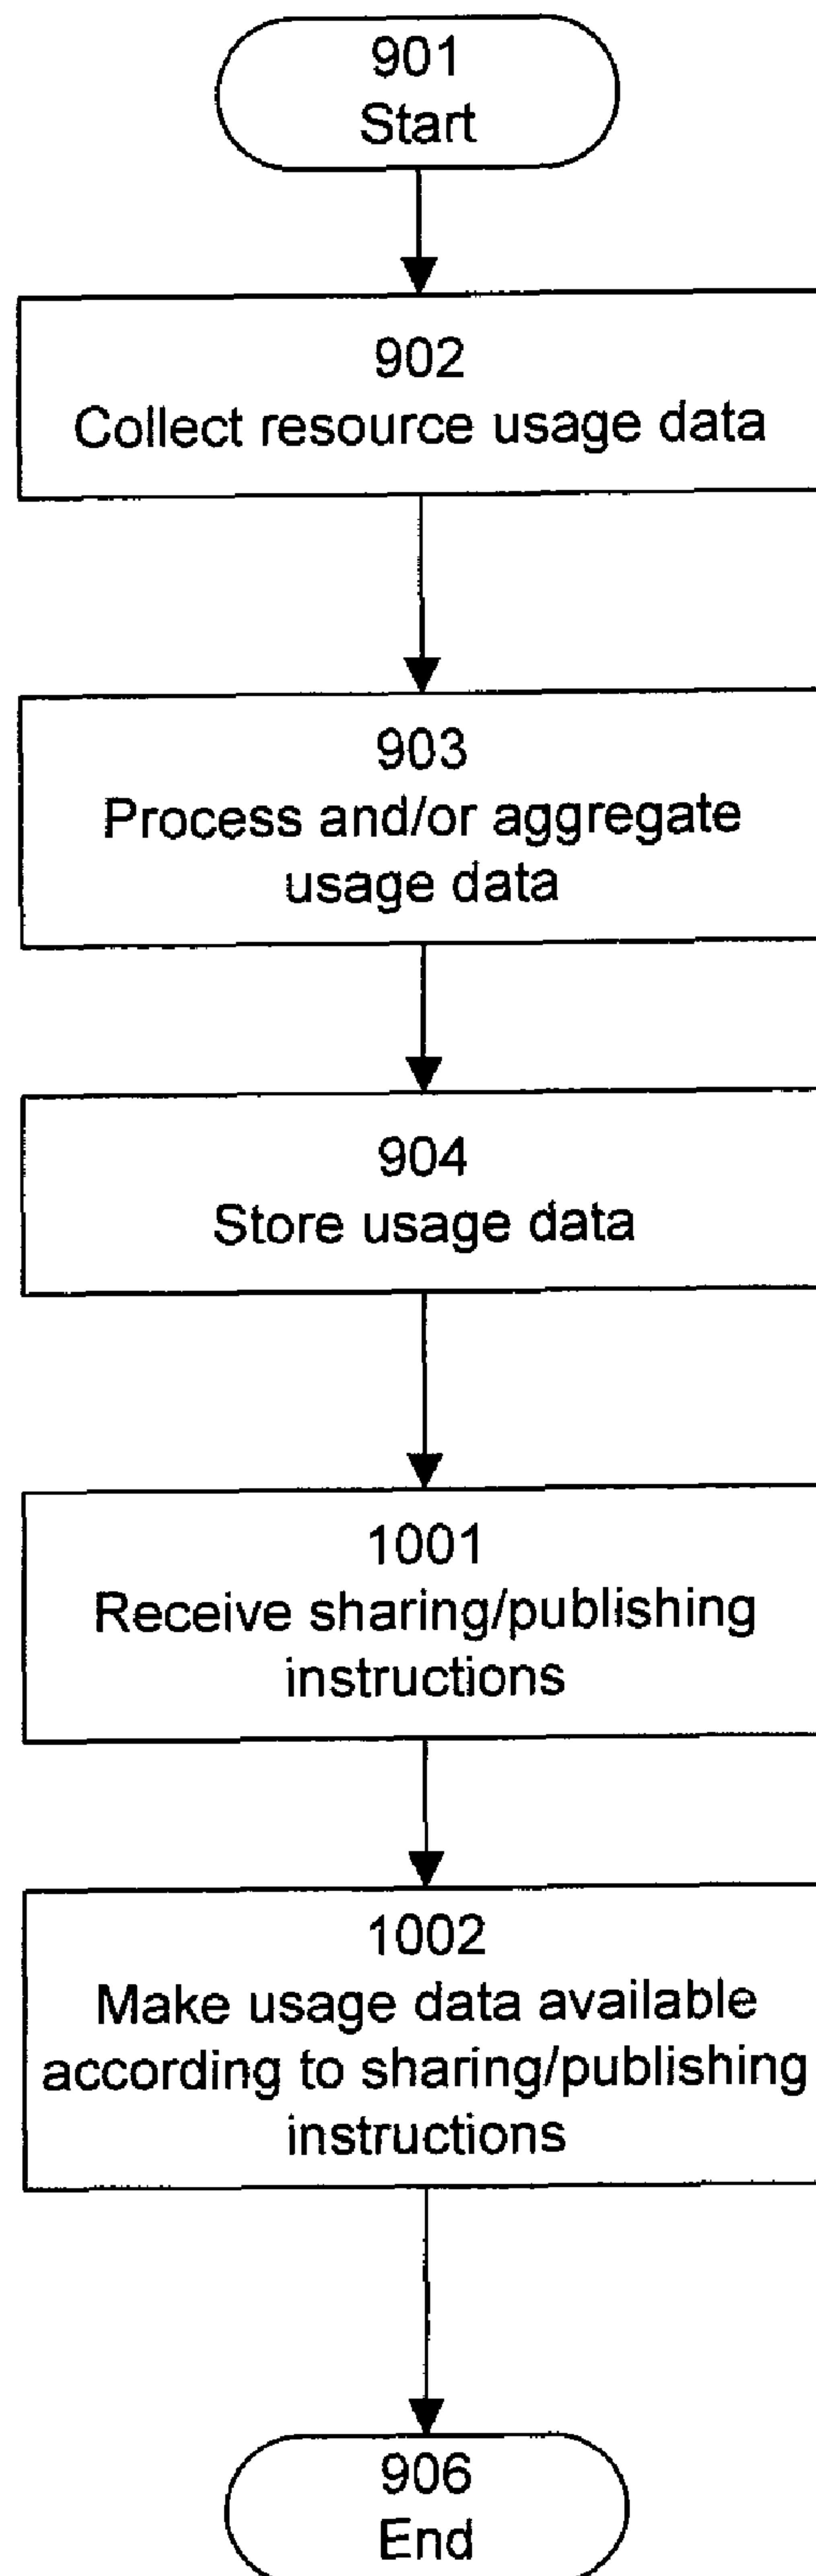 901
Start
902
Collect resource usage data
903
Process and/or aggregate
usage data
904
Store usage data
1001
Receive sharing/publishing
instructions
1002
Make usage data available
according to sharing/publishing
instructions
906
End